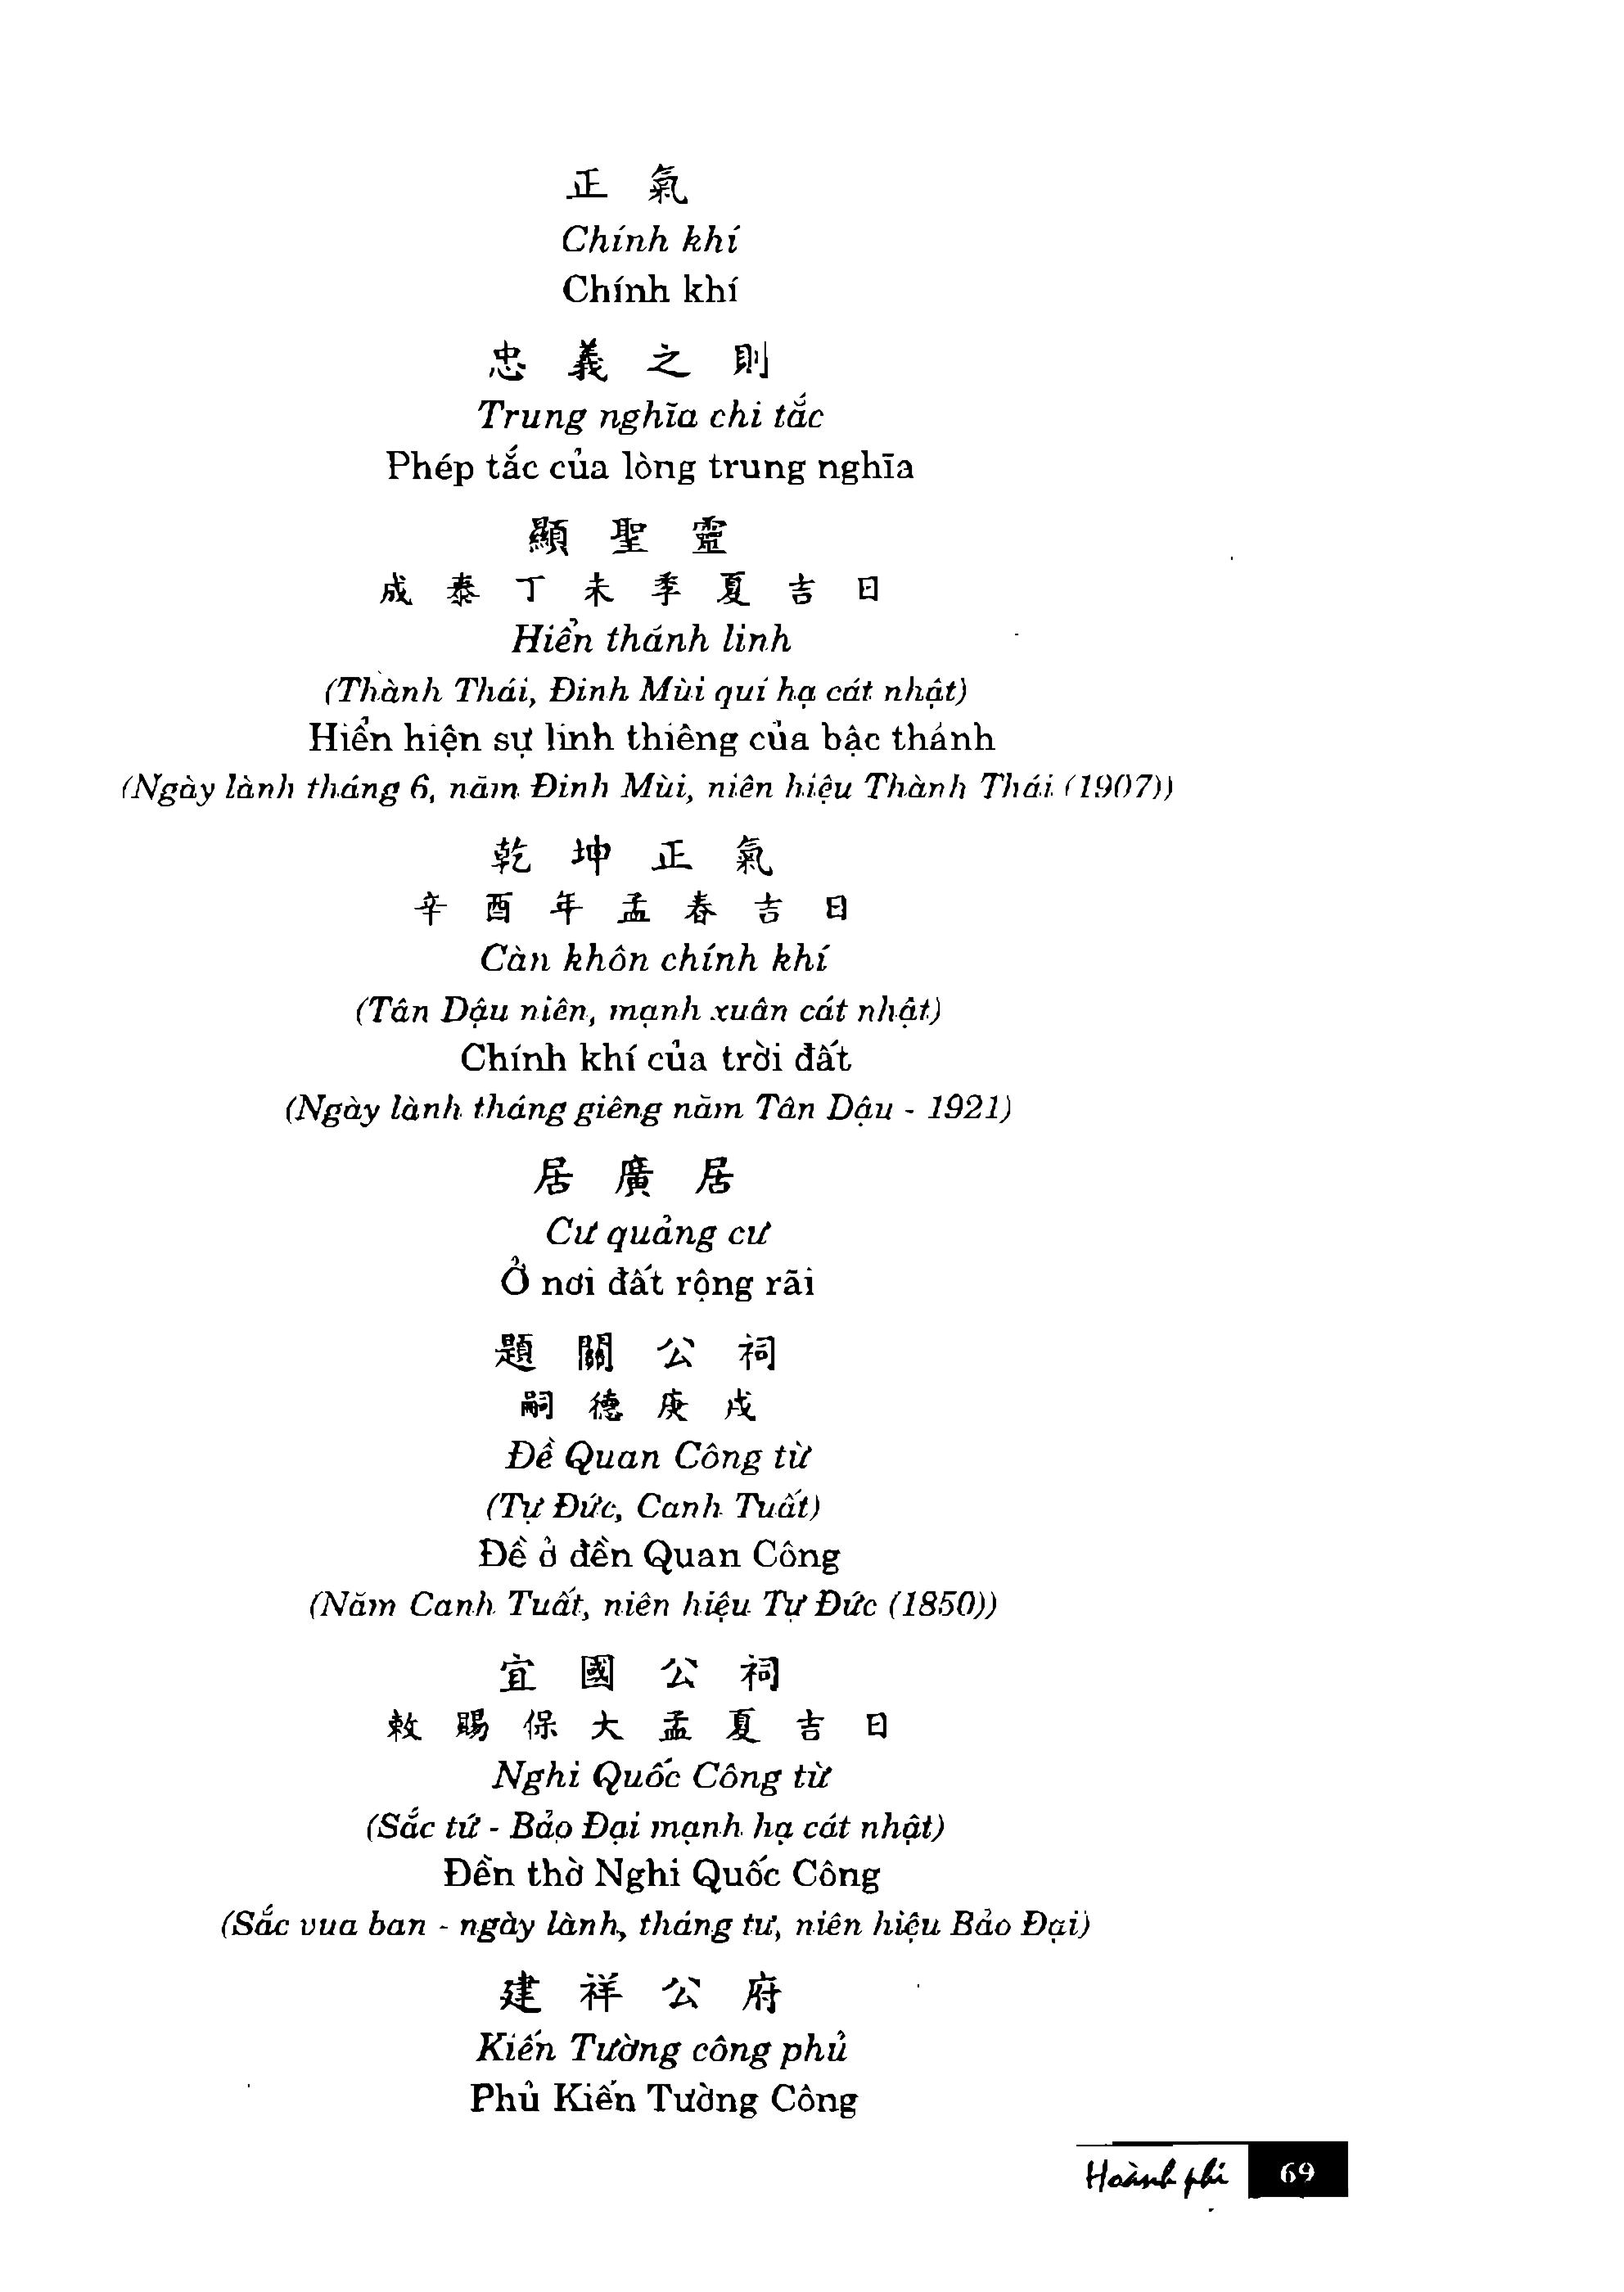 正 氣
Chính khí
Chính khí
忠 義 之 則
Trung nghĩa chi tắc
Phép tắc của lòng trung nghĩa
顯 聖 靈
成 泰 丁 未 季 夏 吉 日
Hiển thánh linh
(Thành Thái, Đinh Mùi quí hạ cát nhật)
Hiển hiện sự linh thiêng của bậc thánh
(Ngày lành tháng 6, năm Đinh Mùi, niên hiệu Thành Thái (1907))
乾 坤 正 氣
辛 酉 年 孟 春 吉 日
Càn khôn chính khí
(Tân Dậu niên, mạnh xuân cát nhật)
Chính khí của trời đất
(Ngày lành tháng giêng năm Tân Dậu - 1921)
居 廣 居
Cư quảng cư
Ở nơi đất rộng rãi
題 關 公 祠
嗣 德 庚 戌
Đề Quan Công từ
(Tự Đức, Canh Tuất)
Đề ở đền Quan Công
(Năm Canh Tuất, niên hiệu Tự Đức (1850))
宜 國 公 祠
敕 賜 保 大 孟 夏 吉 日
Nghi Quốc Công từ
(Sắc tứ - Bảo Đại mạnh hạ cát nhật)
Đền thờ Nghi Quốc Công
(Sắc vua ban - ngày lành, tháng tư, niên hiệu Bảo Đại)
建 祥 公 府
Kiến Tường công phủ
Phủ Kiến Tường Công
Hoành phi 69